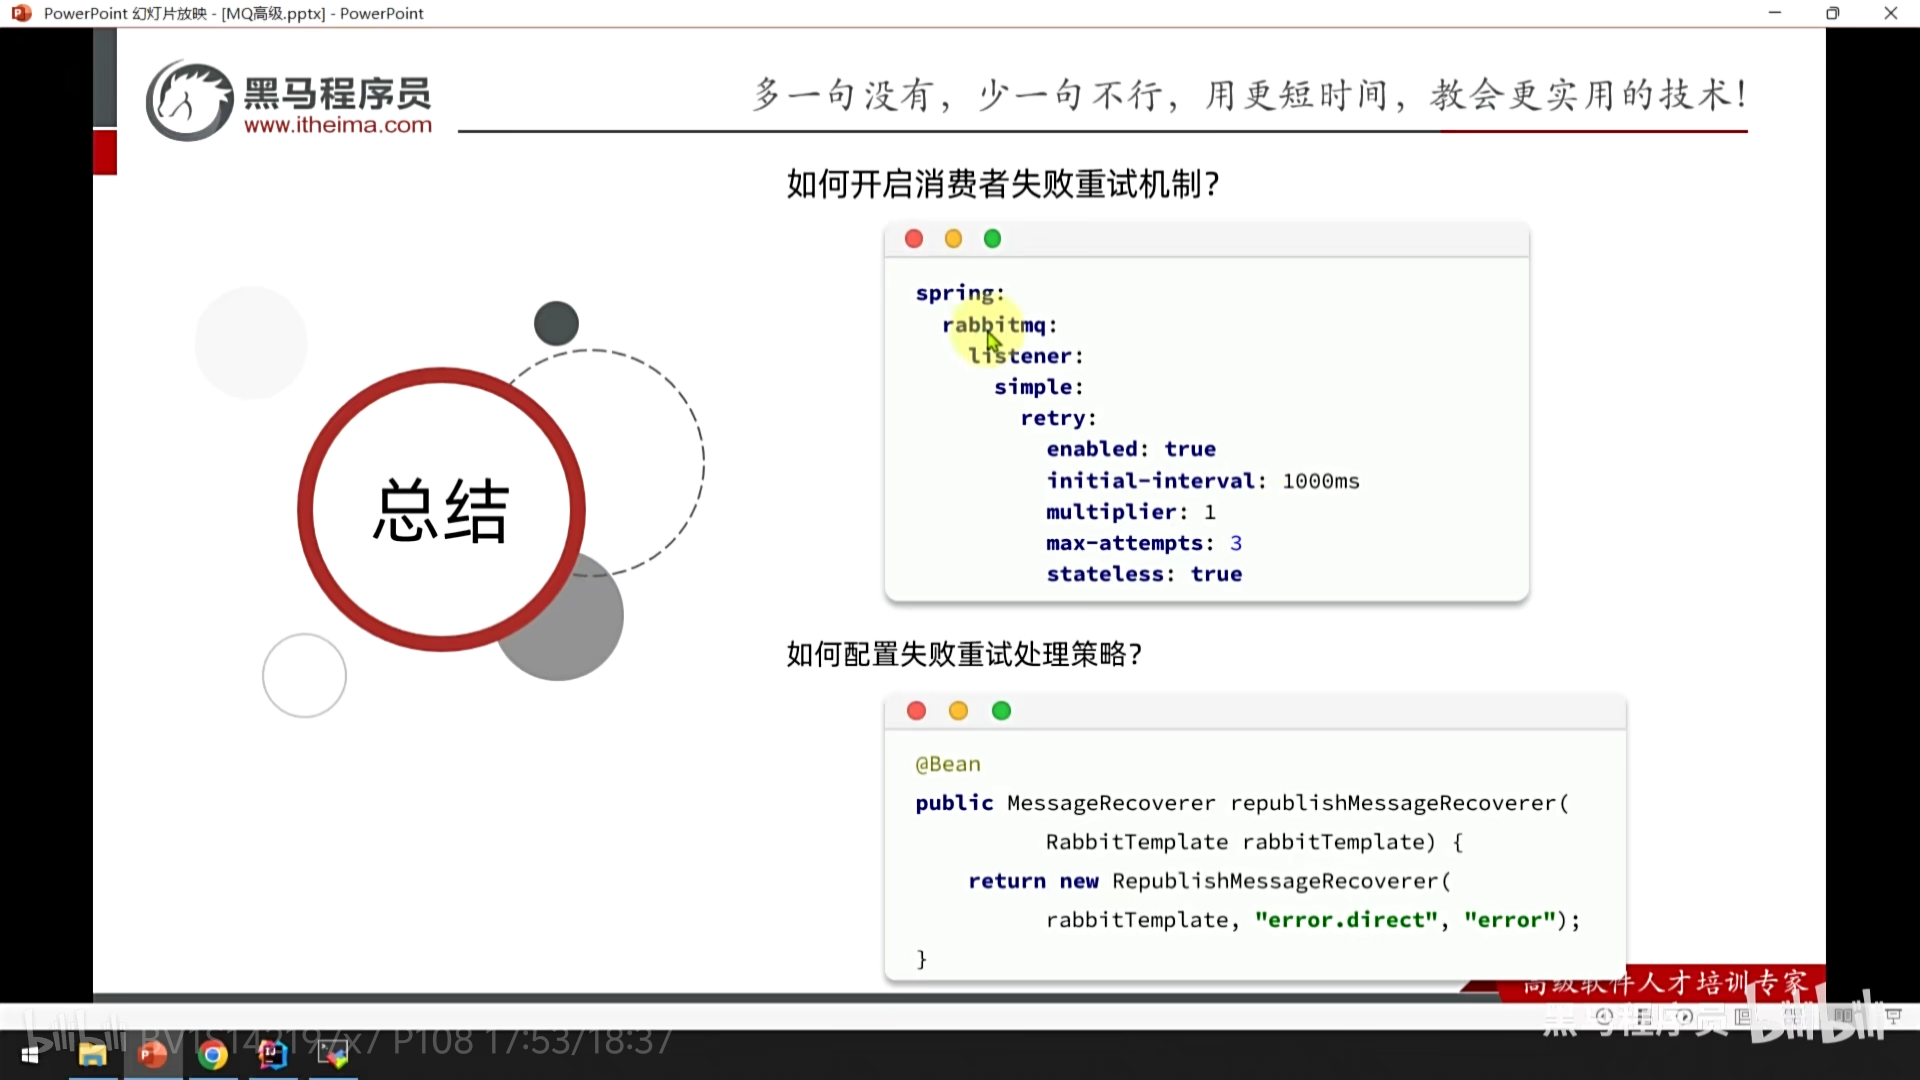 PowerPoint 幻灯片放映 - [MQ高级.pptx] - PowerPoint
黑马程序员
www.itheima.com
多一句没有，少一句不行，用更短时间，教会更实用的技术！
如何开启消费者失败重试机制？
spring:
rabbitmq:
listener:
simple:
retry:
enabled: true
initial-interval: 1000ms
multiplier: 1
max-attempts: 3
stateless: true
总结
如何配置失败重试处理策略？
@Bean
public MessageRecoverer republishMessageRecoverer(
RabbitTemplate rabbitTemplate) {
return new RepublishMessageRecoverer(
rabbitTemplate, "error.direct", "error");
}
高级软件人才培训专家
黑马程序员 bilibili
bilibili P108 17:53/18:37